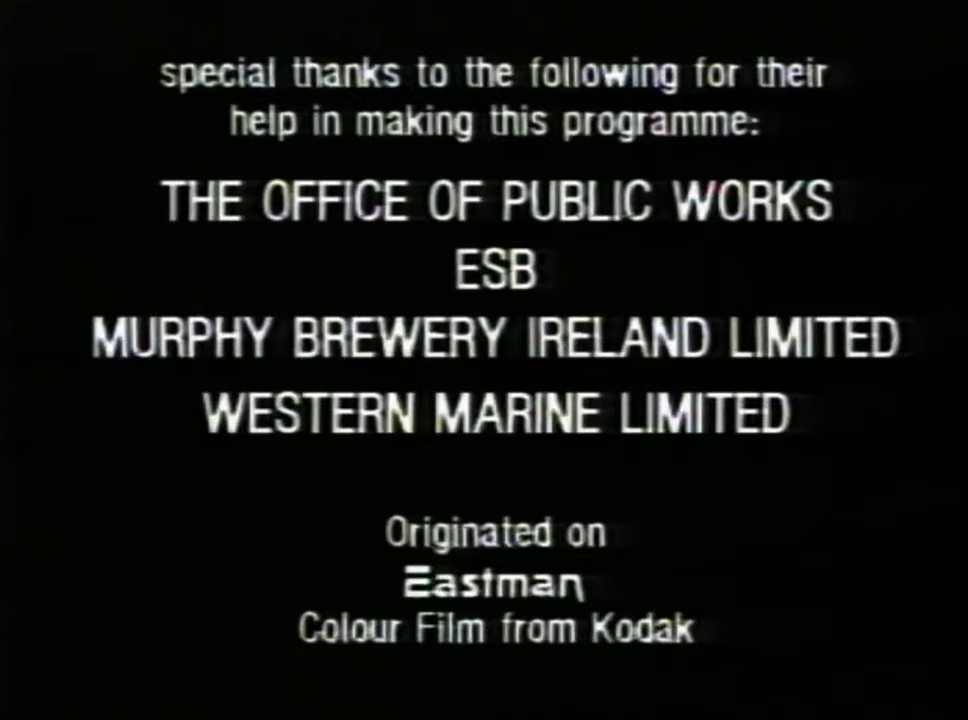 special thanks to the following for their
help in making this programme:
THE OFFICE OF PUBLIC WORKS
ESB
MURPHY BREWERY IRELAND LIMITED
WESTERN MARINE LIMITED
Originated on
Eastman
Colour Film from Kodak